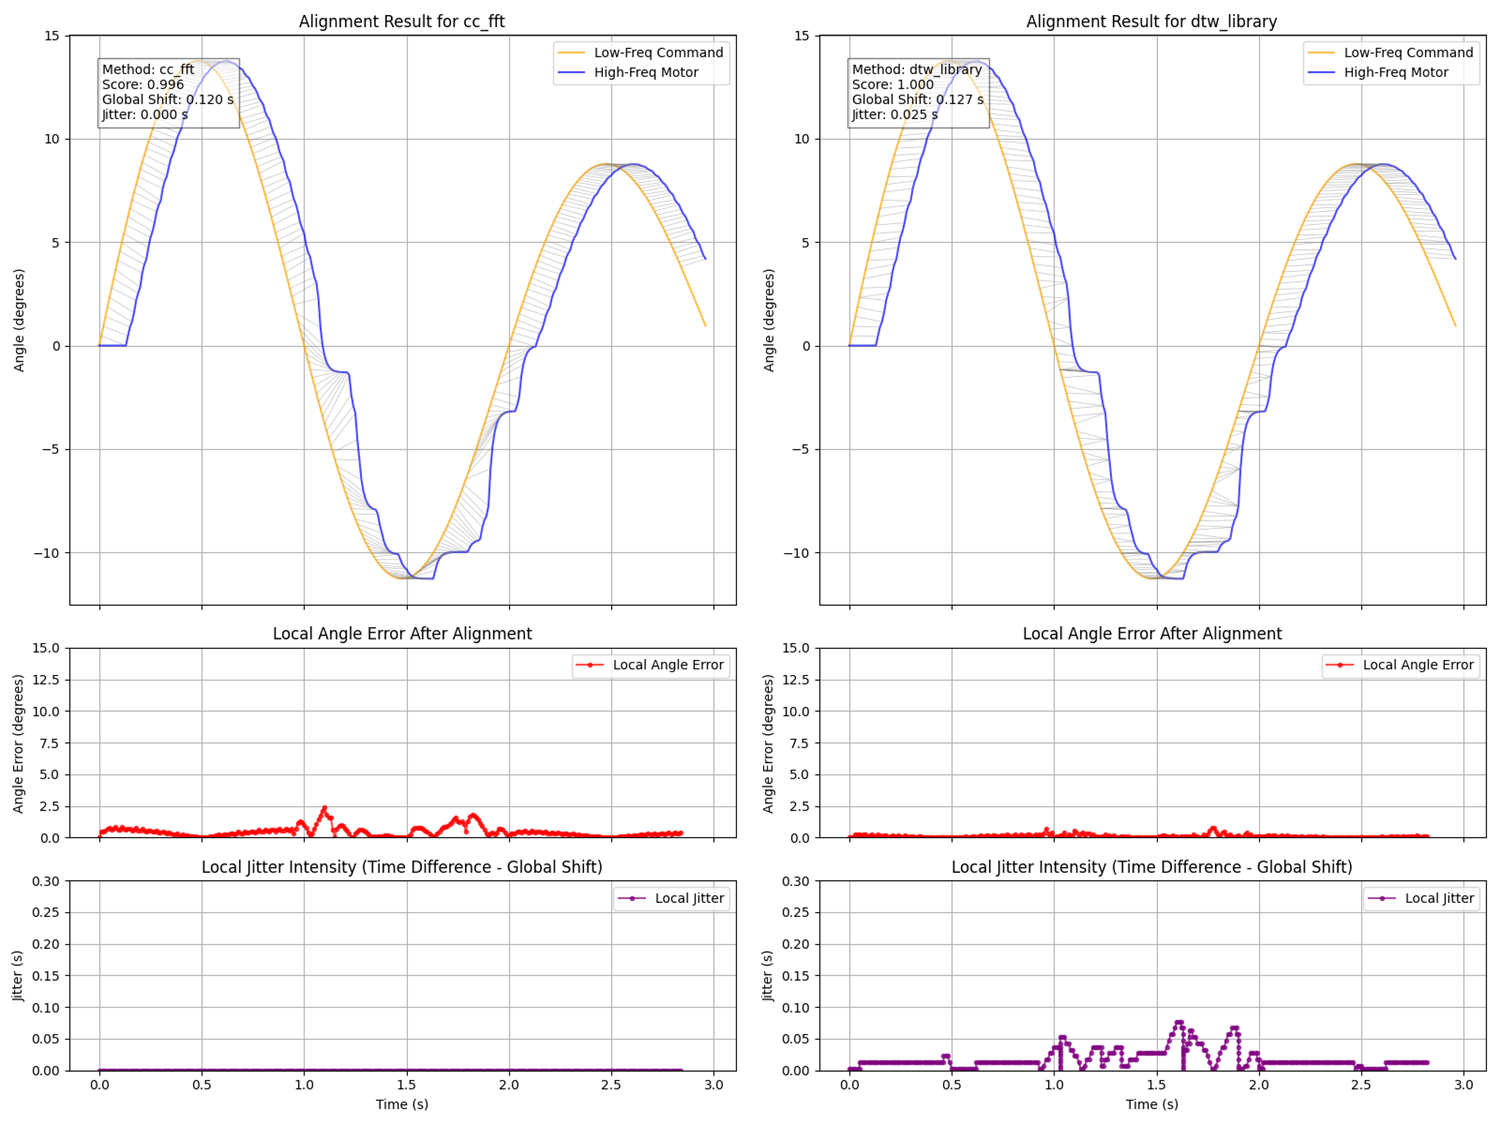 Alignment Result for cc_fft
Low-Freq Command
High-Freq Motor
Method: cc_fft
Score: 0.996
Global Shift: 0.120 s
Jitter: 0.000 s
Angle (degrees)
15
10
5
0
−5
−10
Alignment Result for dtw_library
Low-Freq Command
High-Freq Motor
Method: dtw_library
Score: 1.000
Global Shift: 0.127 s
Jitter: 0.025 s
Angle (degrees)
15
10
5
0
−5
−10
Local Angle Error After Alignment
Local Angle Error
Angle Error (degrees)
15.0
12.5
10.0
7.5
5.0
2.5
0.0
Local Angle Error After Alignment
Local Angle Error
Angle Error (degrees)
15.0
12.5
10.0
7.5
5.0
2.5
0.0
Local Jitter Intensity (Time Difference - Global Shift)
Local Jitter
Jitter (s)
0.30
0.25
0.20
0.15
0.10
0.05
0.00
0.0 0.5 1.0 1.5 2.0 2.5 3.0
Time (s)
Local Jitter Intensity (Time Difference - Global Shift)
Local Jitter
Jitter (s)
0.30
0.25
0.20
0.15
0.10
0.05
0.00
0.0 0.5 1.0 1.5 2.0 2.5 3.0
Time (s)